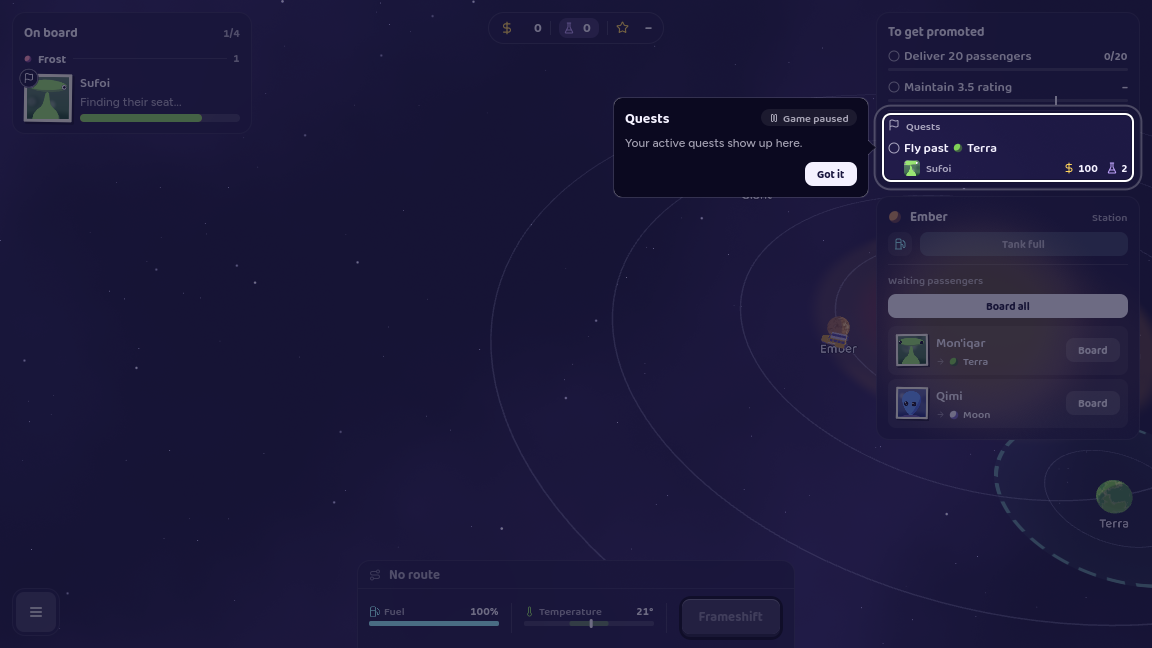 On board
1/4
Frost
1
Sufoi
Finding their seat...
0
0
–
To get promoted
Deliver 20 passengers
0/20
Maintain 3.5 rating
–
Quests
Game paused
Your active quests show up here.
Got it
Quests
Fly past Terra
Sufoi
100
2
Ember
Station
Tank full
Waiting passengers
Board all
Mon'iqar
→ Terra
Board
Qimi
→ Moon
Board
Ember
Terra
No route
Fuel
100%
Temperature
21°
Frameshift